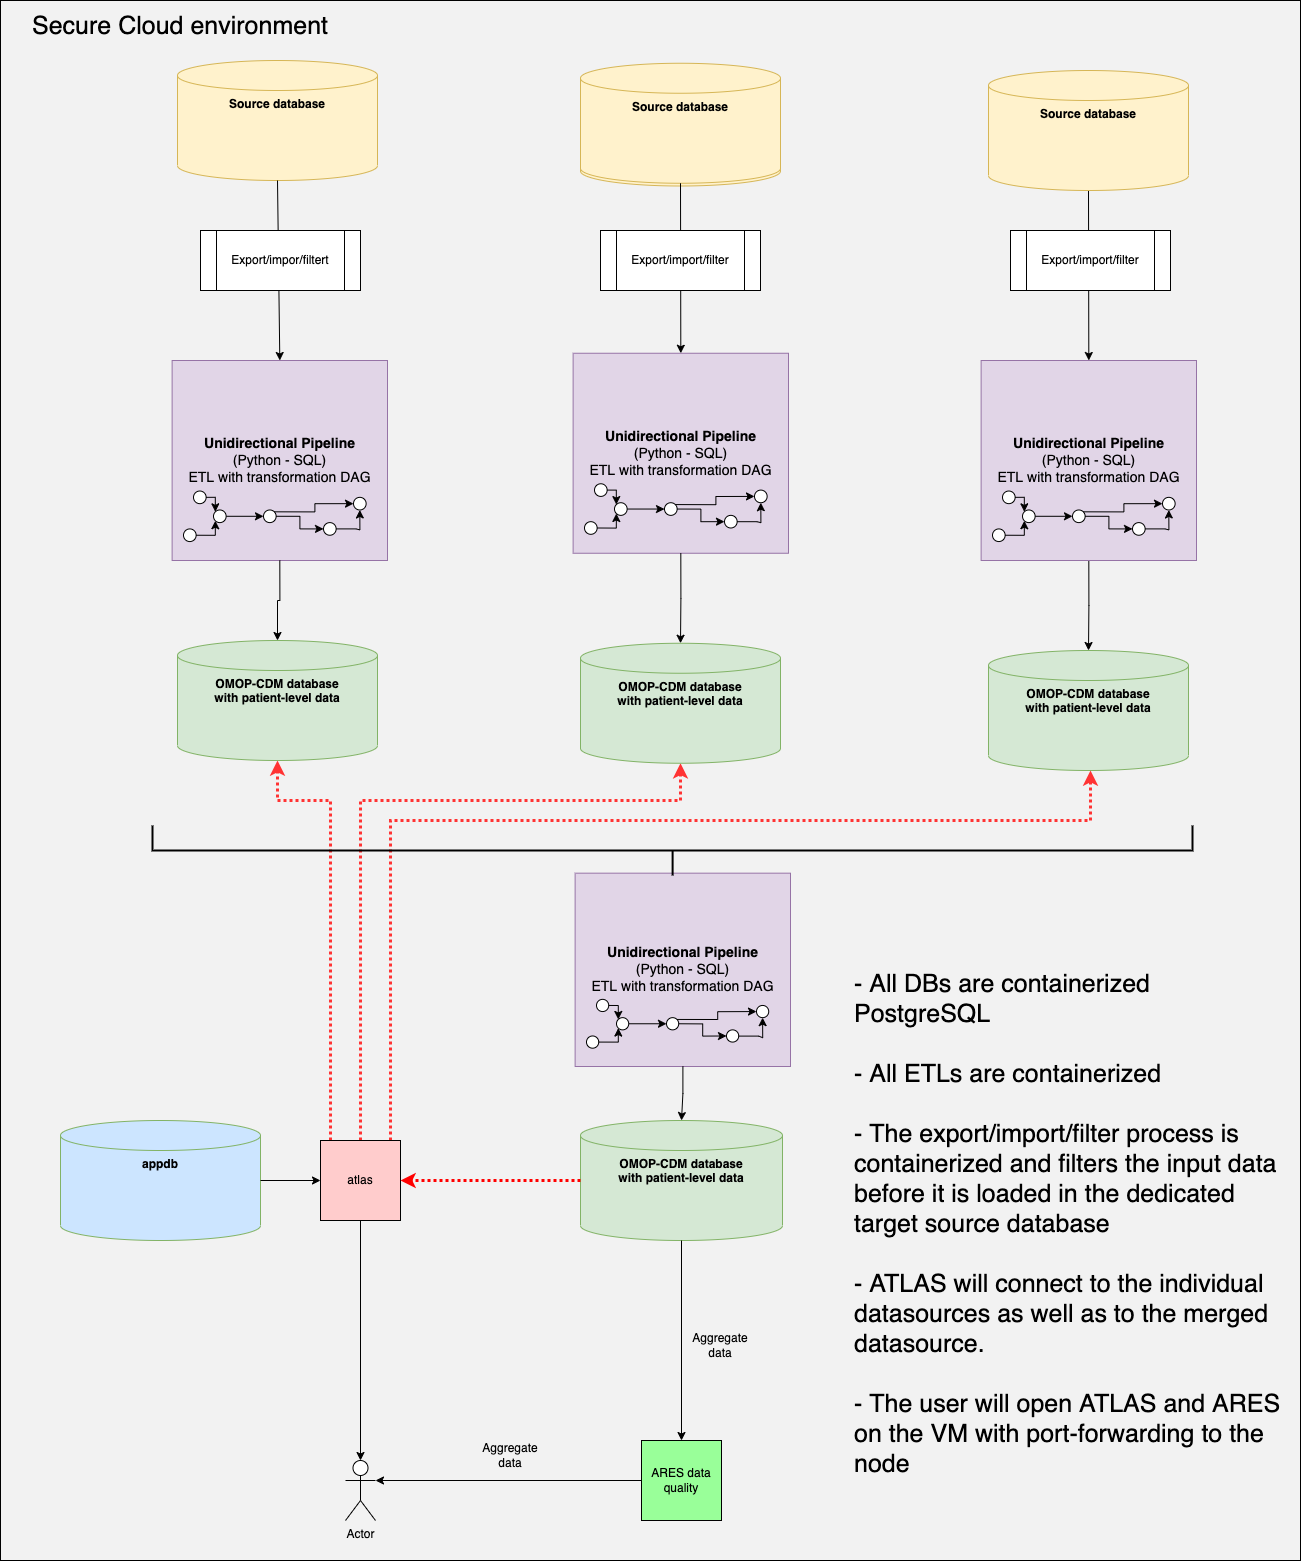 Secure Cloud environment
Source database
Source database
Source database
Export/impor/filtert
Export/import/filter
Export/import/filter
Unidirectional Pipeline
(Python - SQL)
ETL with transformation DAG
Unidirectional Pipeline
(Python - SQL)
ETL with transformation DAG
Unidirectional Pipeline
(Python - SQL)
ETL with transformation DAG
OMOP-CDM database
with patient-level data
OMOP-CDM database
with patient-level data
OMOP-CDM database
with patient-level data
Unidirectional Pipeline
(Python - SQL)
ETL with transformation DAG
- All DBs are containerized
PostgreSQL
- All ETLs are containerized
- The export/import/filter process is
containerized and filters the input data
before it is loaded in the dedicated
target source database
- ATLAS will connect to the individual
datasources as well as to the merged
datasource.
- The user will open ATLAS and ARES
on the VM with port-forwarding to the
node
appdb
atlas
OMOP-CDM database
with patient-level data
Aggregate
data
Aggregate
data
ARES data
quality
Actor